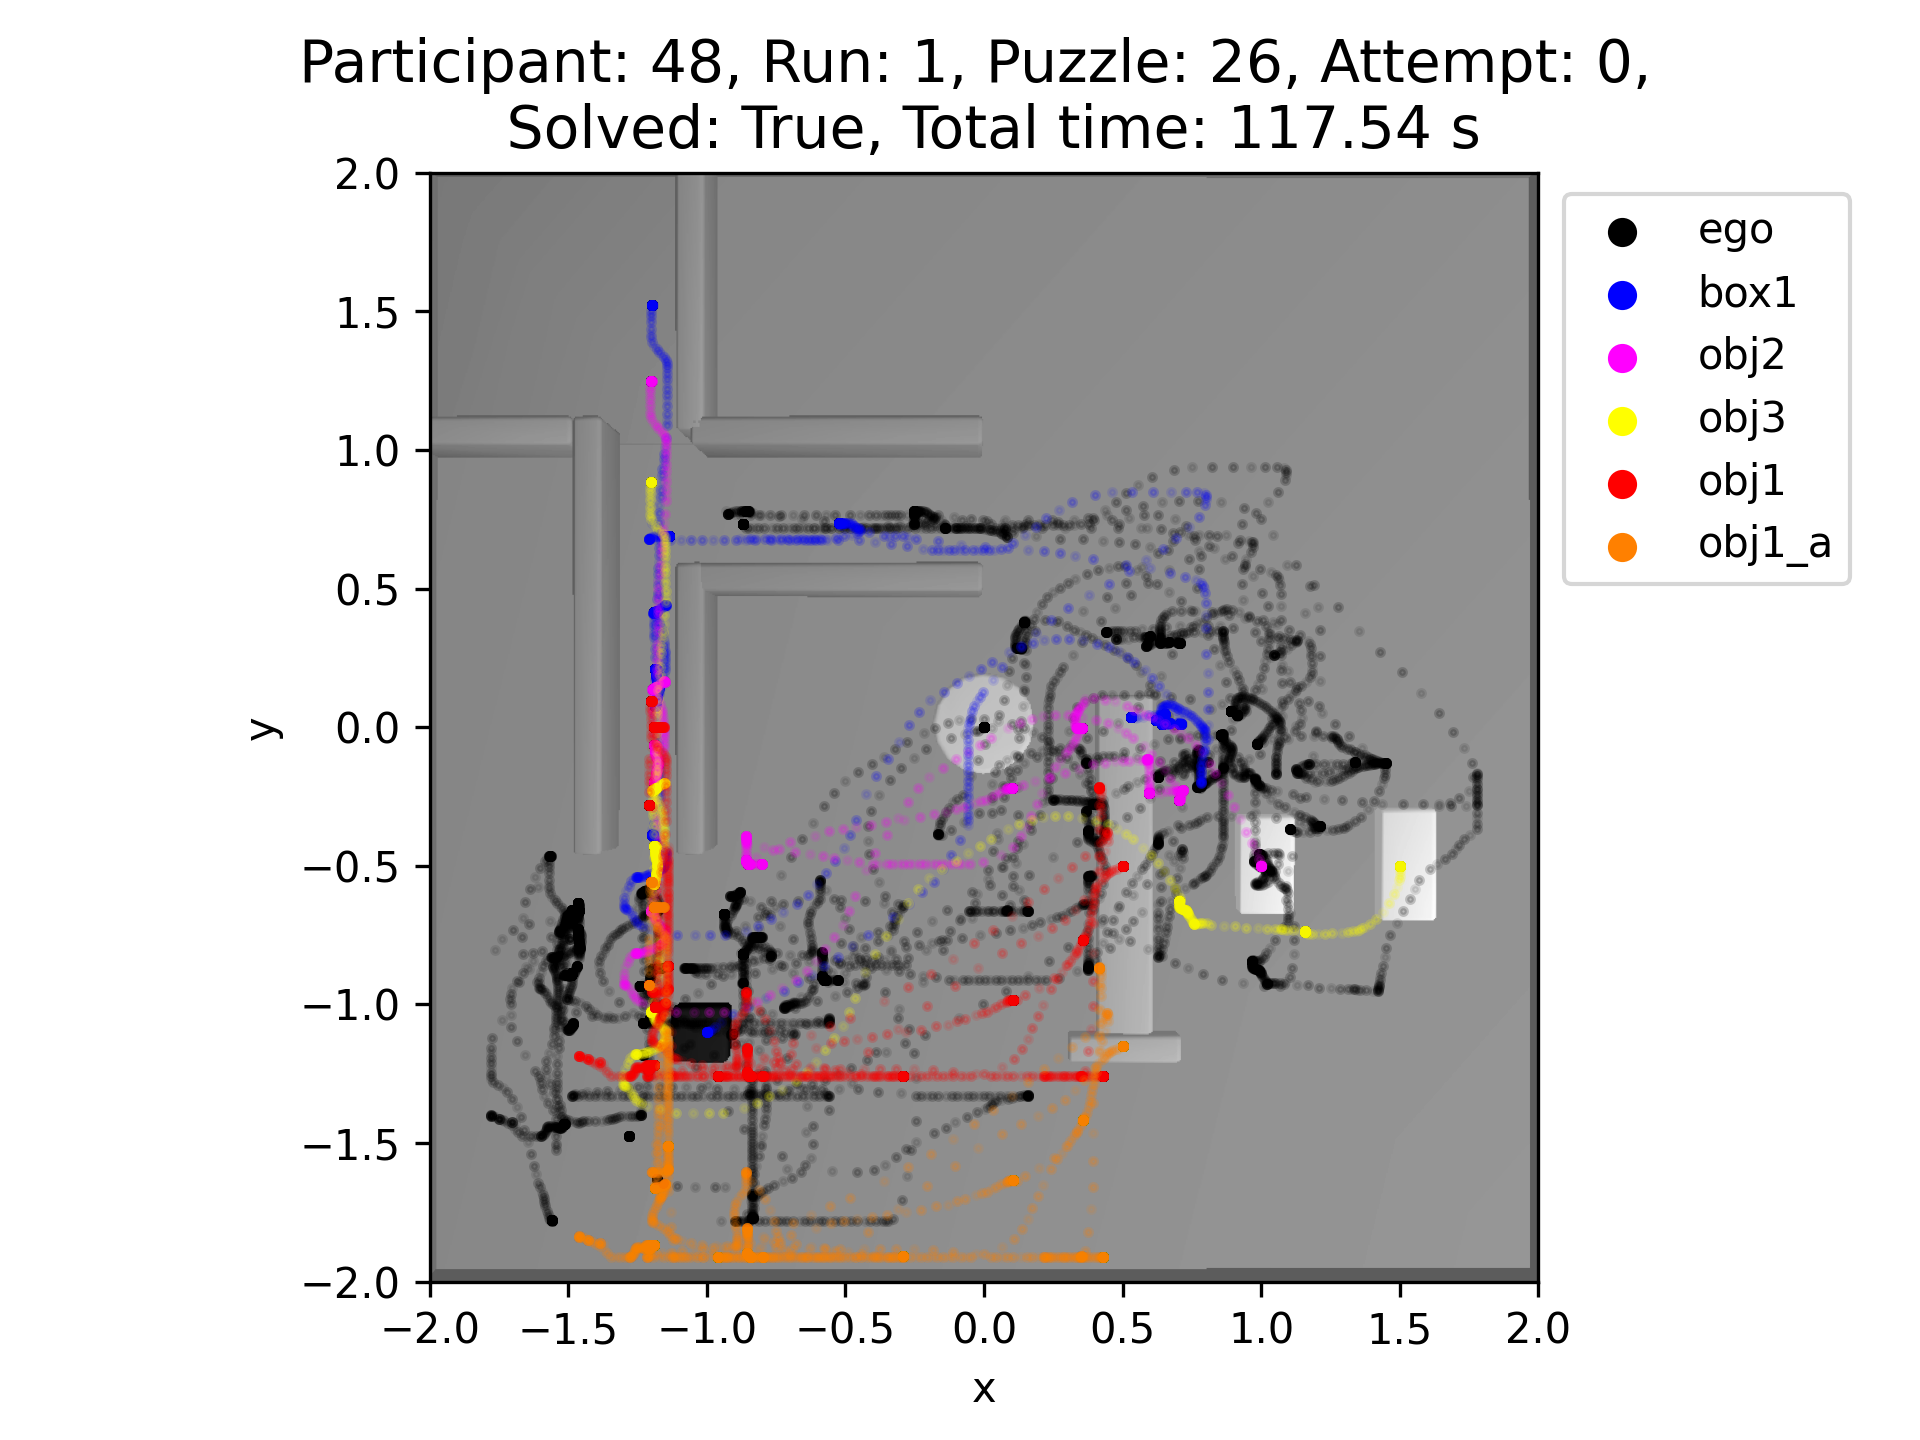 Participant: 48, Run: 1, Puzzle: 26, Attempt: 0,
Solved: True, Total time: 117.54 s
2.0
1.5
1.0
0.5
0.0
−0.5
−1.0
−1.5
−2.0
y
−2.0 −1.5 −1.0 −0.5 0.0 0.5 1.0 1.5 2.0
x
ego
box1
obj2
obj3
obj1
obj1_a